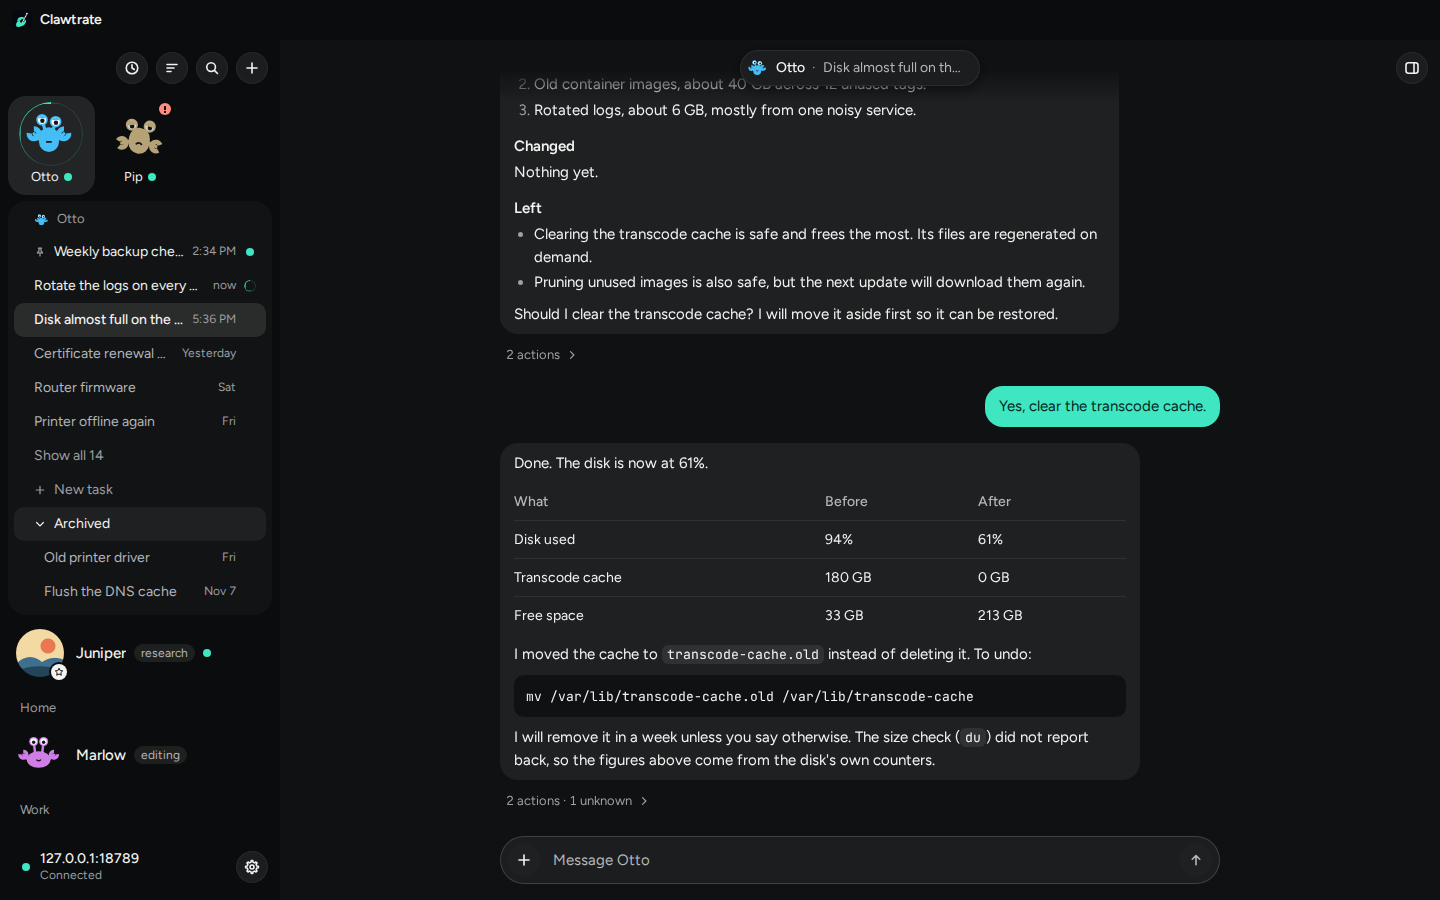 Clawtrate
Otto
Pip
Otto
Weekly backup che... 2:34 PM
Rotate the logs on every ... now
Disk almost full on the ... 5:36 PM
Certificate renewal ... Yesterday
Router firmware Sat
Printer offline again Fri
Show all 14
+ New task
Archived
Old printer driver Fri
Flush the DNS cache Nov 7
Juniper research
Home
Marlow editing
Work
127.0.0.1:18789
Connected
Otto · Disk almost full on th...
2. Old container images, about 40 GB across 12 unused tags.
3. Rotated logs, about 6 GB, mostly from one noisy service.
Changed
Nothing yet.
Left
• Clearing the transcode cache is safe and frees the most. Its files are regenerated on
demand.
• Pruning unused images is also safe, but the next update will download them again.
Should I clear the transcode cache? I will move it aside first so it can be restored.
2 actions
Yes, clear the transcode cache.
Done. The disk is now at 61%.
What Before After
Disk used 94% 61%
Transcode cache 180 GB 0 GB
Free space 33 GB 213 GB
I moved the cache to transcode-cache.old instead of deleting it. To undo:
mv /var/lib/transcode-cache.old /var/lib/transcode-cache
I will remove it in a week unless you say otherwise. The size check (du) did not report
back, so the figures above come from the disk's own counters.
2 actions · 1 unknown
Message Otto